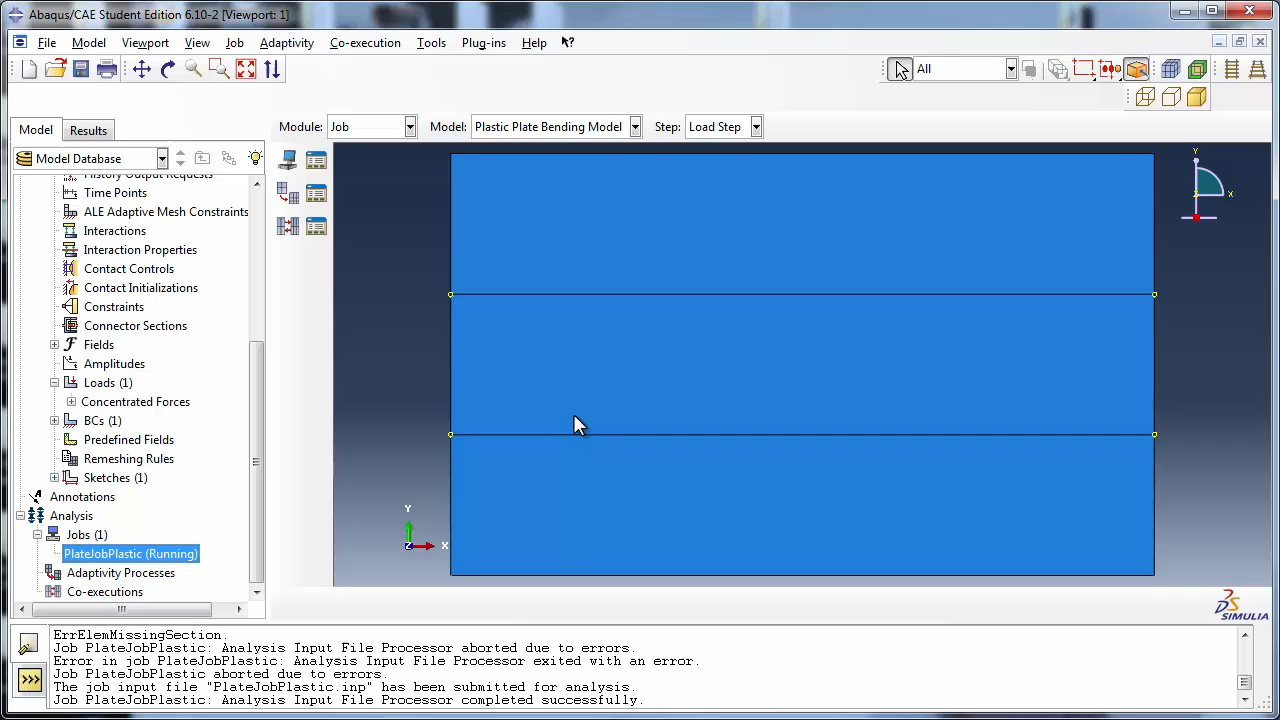 Abaqus/CAE Student Edition 6.10-2 [Viewport: 1]
File Model Viewport View Job Adaptivity Co-execution Tools Plug-ins Help
All
Model Results Module: Job Model: Plastic Plate Bending Model Step: Load Step
Model Database
History Output Requests
Time Points
ALE Adaptive Mesh Constraints
Interactions
Interaction Properties
Contact Controls
Contact Initializations
Constraints
Connector Sections
Fields
Amplitudes
Loads (1)
Concentrated Forces
BCs (1)
Predefined Fields
Remeshing Rules
Sketches (1)
Annotations
Analysis
Jobs (1)
PlateJobPlastic (Running)
Adaptivity Processes
Co-executions
Y
X
Y
X
Z
SIMULIA
ErrElemMissingSection.
Job PlateJobPlastic: Analysis Input File Processor aborted due to errors.
Error in job PlateJobPlastic: Analysis Input File Processor exited with an error.
Job PlateJobPlastic aborted due to errors.
The job input file "PlateJobPlastic.inp" has been submitted for analysis.
Job PlateJobPlastic: Analysis Input File Processor completed successfully.